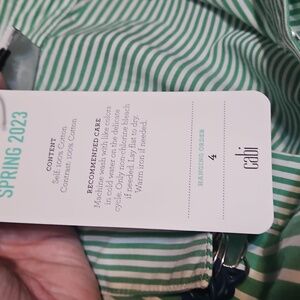 SPRING 2023
CONTENT
Self: 100% Cotton
Contrast: 100% Cotton
RECOMMENDED CARE
Machine wash with like colors
in cold water on the delicate
cycle. Only non-chlorine bleach
if needed. Lay flat to dry.
Warm iron if needed.
HANGING ORDER
4
cabi